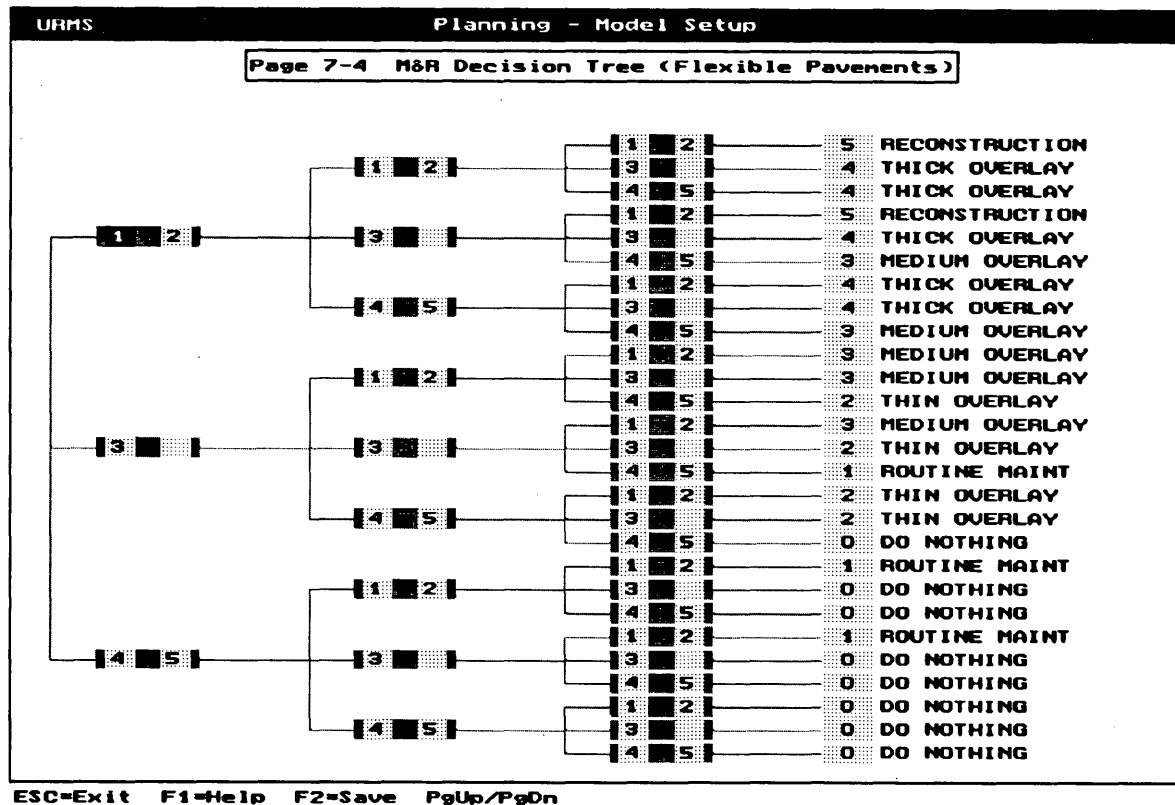 URMS Planning - Model Setup
Page 7-4 M&R Decision Tree (Flexible Pavements)
1 2 5 RECONSTRUCTION
1 2 3 4 THICK OVERLAY
4 5 4 THICK OVERLAY
1 2 5 RECONSTRUCTION
1 2 3 3 4 THICK OVERLAY
4 5 3 MEDIUM OVERLAY
1 2 4 THICK OVERLAY
4 5 3 4 THICK OVERLAY
4 5 3 MEDIUM OVERLAY
1 2 3 MEDIUM OVERLAY
1 2 3 3 MEDIUM OVERLAY
4 5 2 THIN OVERLAY
1 2 3 MEDIUM OVERLAY
3 3 3 2 THIN OVERLAY
4 5 1 ROUTINE MAINT
1 2 2 THIN OVERLAY
4 5 3 2 THIN OVERLAY
4 5 0 DO NOTHING
1 2 1 ROUTINE MAINT
1 2 3 0 DO NOTHING
4 5 0 DO NOTHING
1 2 1 ROUTINE MAINT
4 5 3 3 0 DO NOTHING
4 5 0 DO NOTHING
1 2 0 DO NOTHING
4 5 3 0 DO NOTHING
4 5 0 DO NOTHING
ESC=Exit F1=Help F2=Save PgUp/PgDn